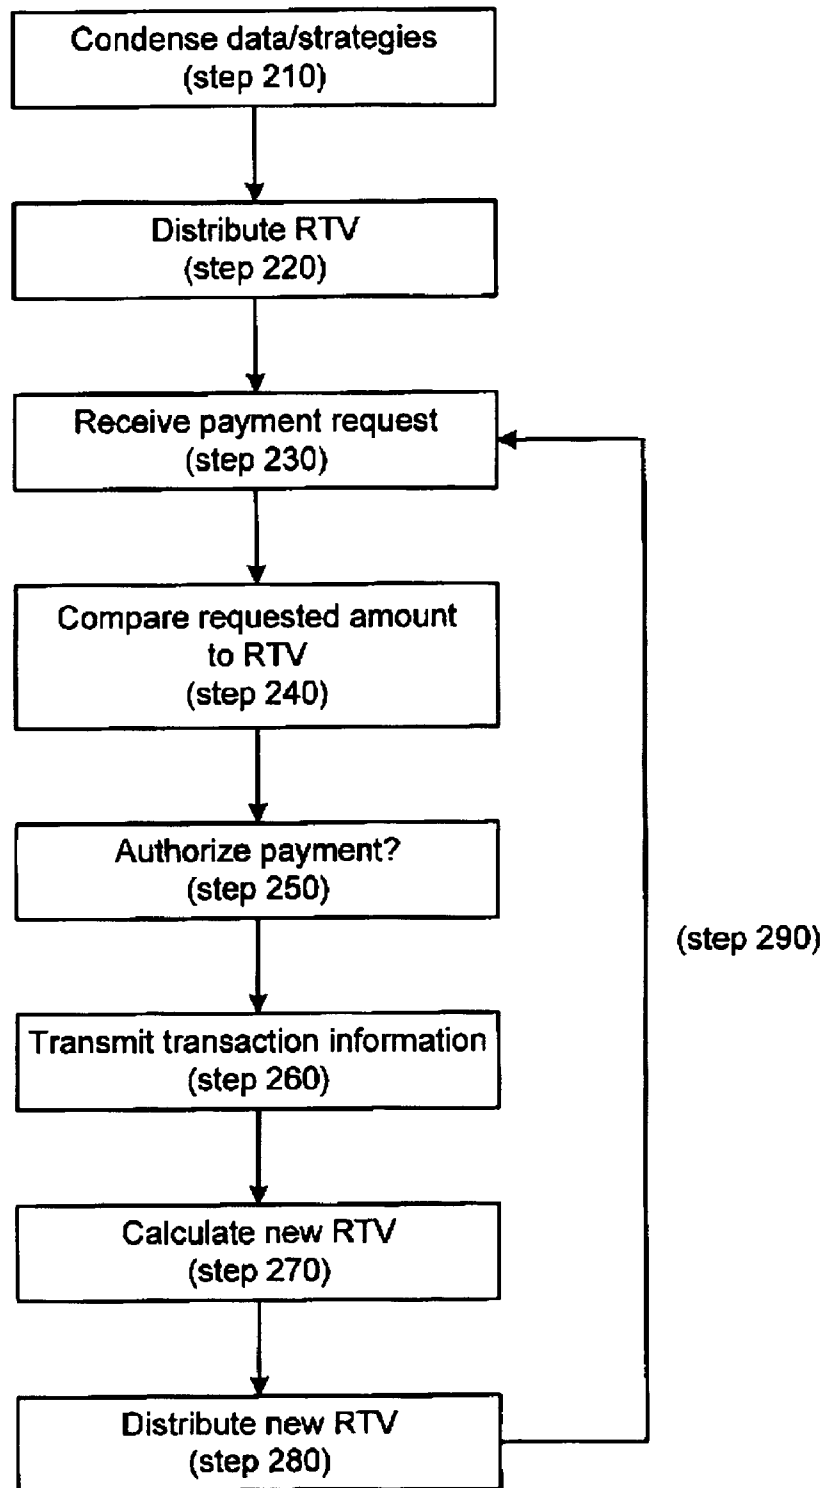 Condense data/strategies
(step 210)
Distribute RTV
(step 220)
Receive payment request
(step 230)
Compare requested amount
to RTV
(step 240)
Authorize payment?
(step 250)
(step 290)
Transmit transaction information
(step 260)
Calculate new RTV
(step 270)
Distribute new RTV
(step 280)